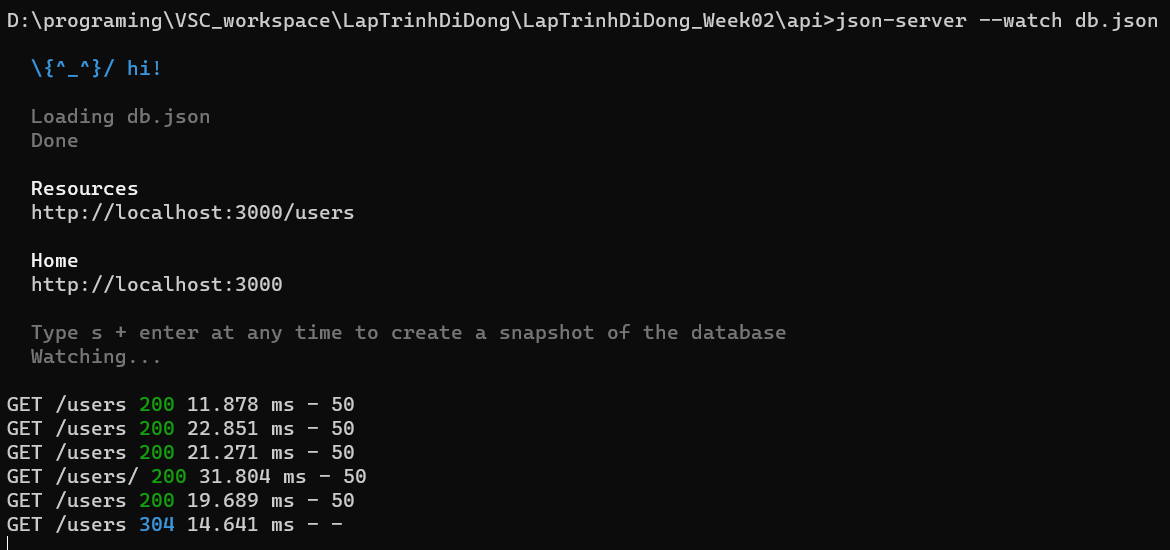 D:\programing\VSC_workspace\LapTrinhDiDong\LapTrinhDiDong_Week02\api>json-server --watch db.json
\{^_^}/ hi!
Loading db.json
Done
Resources
http://localhost:3000/users
Home
http://localhost:3000
Type s + enter at any time to create a snapshot of the database
Watching...
GET /users 200 11.878 ms - 50
GET /users 200 22.851 ms - 50
GET /users 200 21.271 ms - 50
GET /users/ 200 31.804 ms - 50
GET /users 200 19.689 ms - 50
GET /users 304 14.641 ms - -